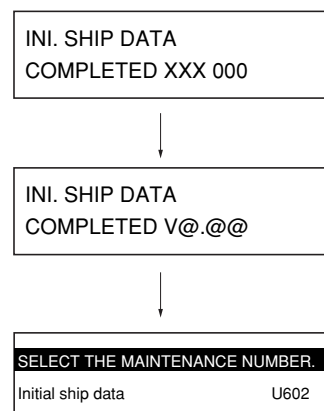 INI. SHIP DATA
COMPLETED XXX 000
INI. SHIP DATA
COMPLETED V@.@@
SELECT THE MAINTENANCE NUMBER.
Initial ship data U602